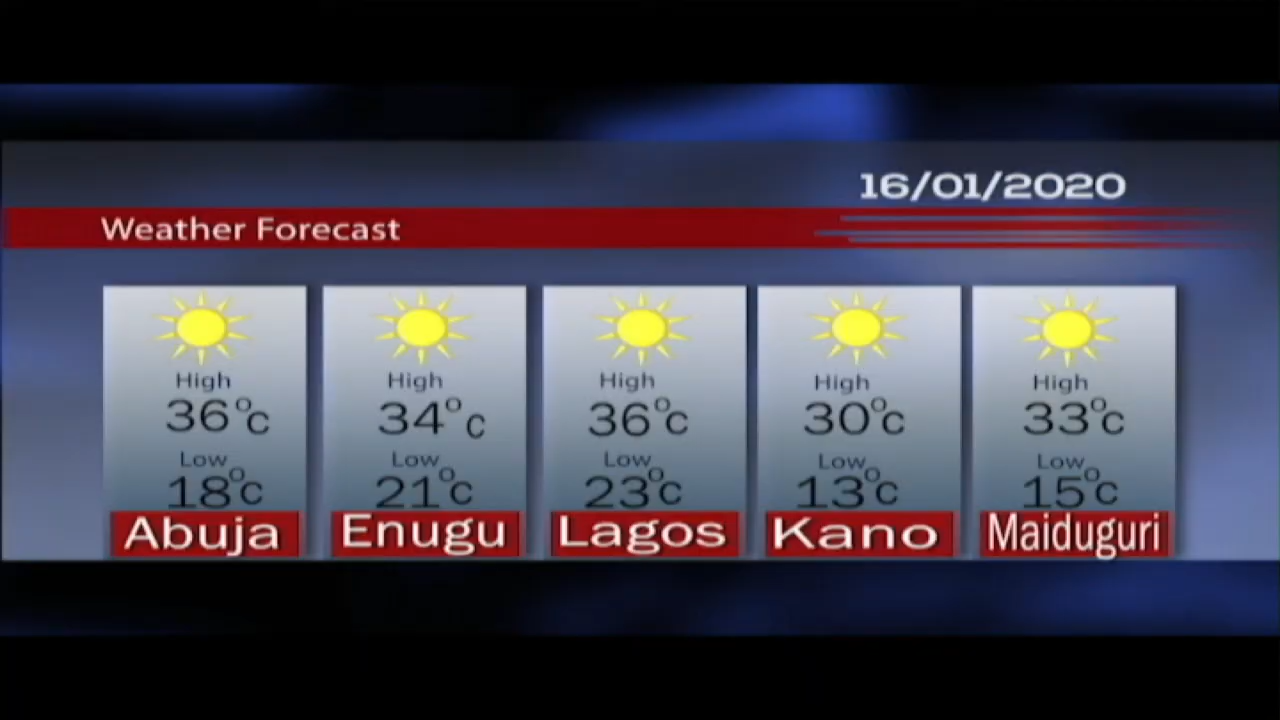 16/01/2020
Weather Forecast
High
36°c
Low
18°c
Abuja
High
34°c
Low
21°c
Enugu
High
36°c
Low
23°c
Lagos
High
30°c
Low
13°c
Kano
High
33°c
Low
15°c
Maiduguri